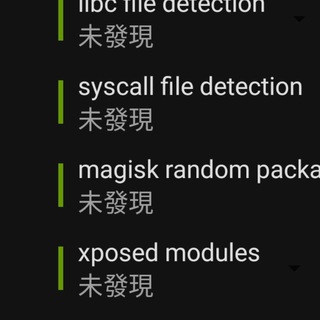 libc file detection
未發現
syscall file detection
未發現
magisk random packa
未發現
xposed modules
未發現